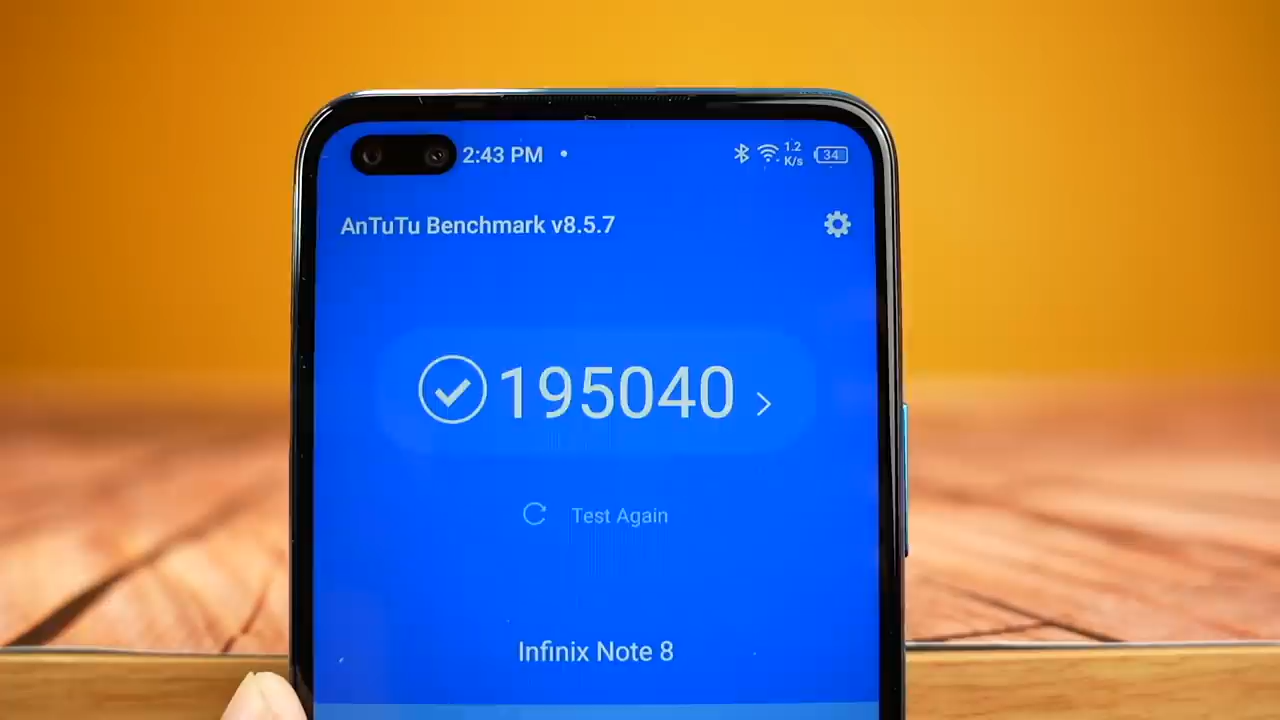 2:43 PM • 1.2 K/s 34
AnTuTu Benchmark v8.5.7
195040 >
Test Again
Infinix Note 8